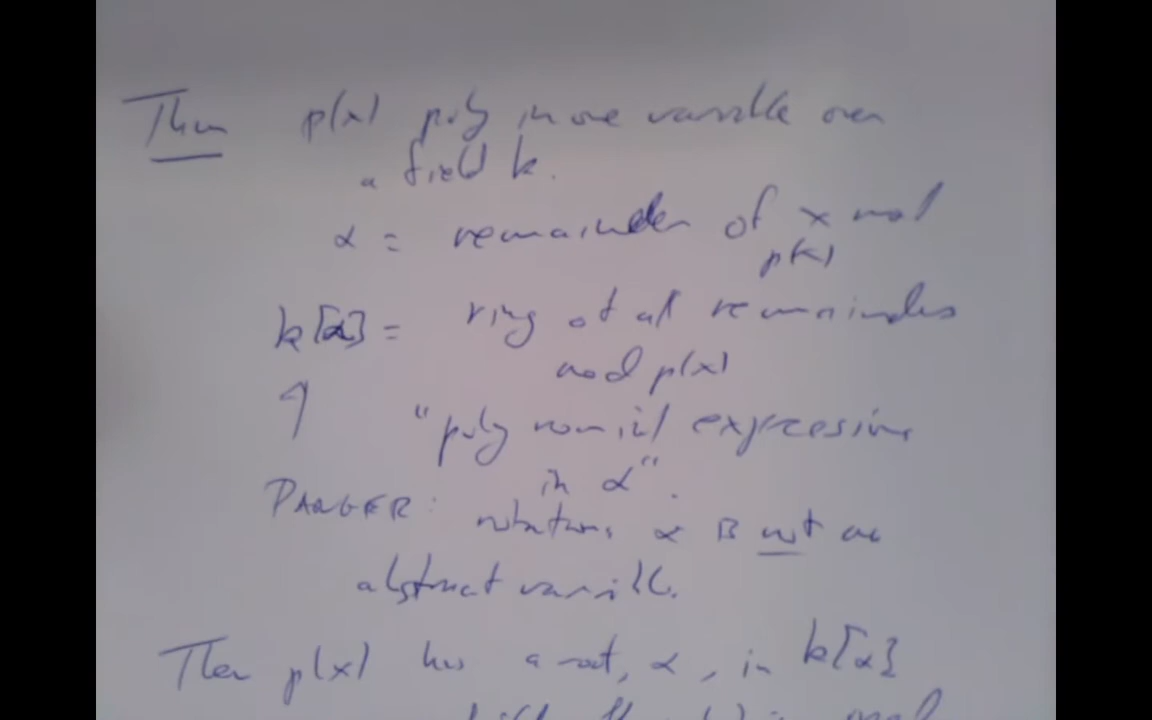 Thm p(x) poly in one variable over
a field k.
α = remainder of x mod
p(x)
k[α] = ring of all remainders
mod p(x)
"polynomial expressions
in α".
DANGER: notation, α is not an
abstract variable.
Then p(x) has a root, α, in k[α]